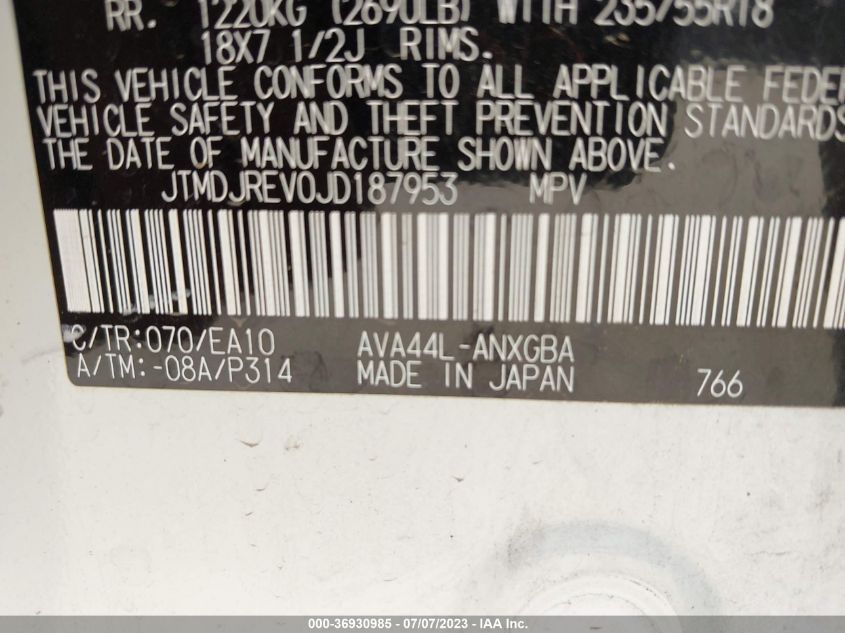 RR. 1220KG (2690LB) WITH 235/55R18
18X7 1/2J RIMS.
THIS VEHICLE CONFORMS TO ALL APPLICABLE FEDER
VEHICLE SAFETY AND THEFT PREVENTION STANDARDS
THE DATE OF MANUFACTURE SHOWN ABOVE.
JTMDJREV0JD187953 MPV
C/TR:070/EA10 AVA44L-ANXGBA
A/TM:-08A/P314 MADE IN JAPAN 766
000-36930985 - 07/07/2023 - IAA Inc.